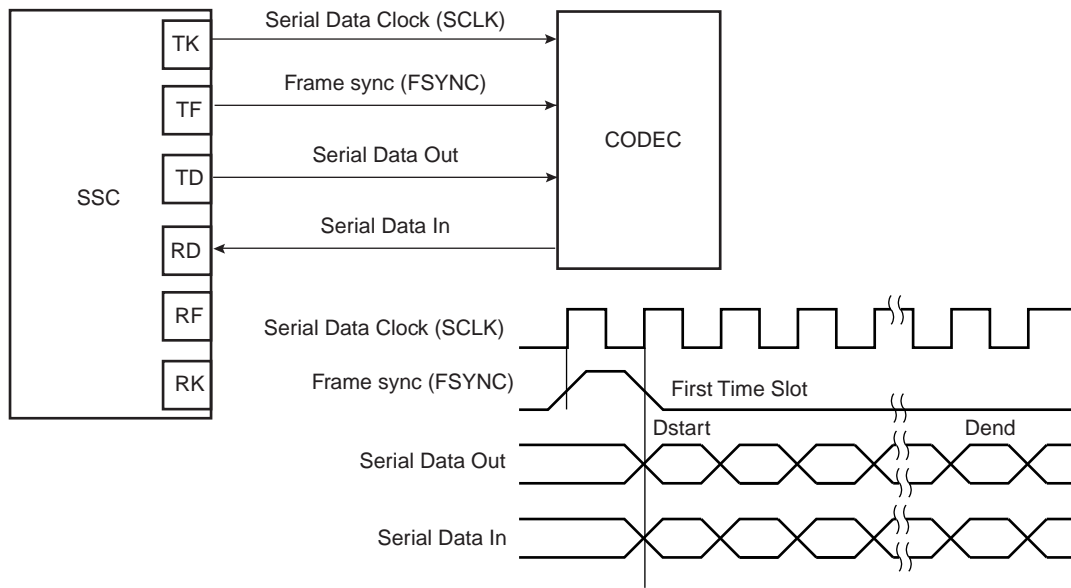 SSC
TK
TF
TD
RD
RF
RK
Serial Data Clock (SCLK)
Frame sync (FSYNC)
Serial Data Out
Serial Data In
CODEC
Serial Data Clock (SCLK)
Frame sync (FSYNC)
First Time Slot
Dstart
Dend
Serial Data Out
Serial Data In